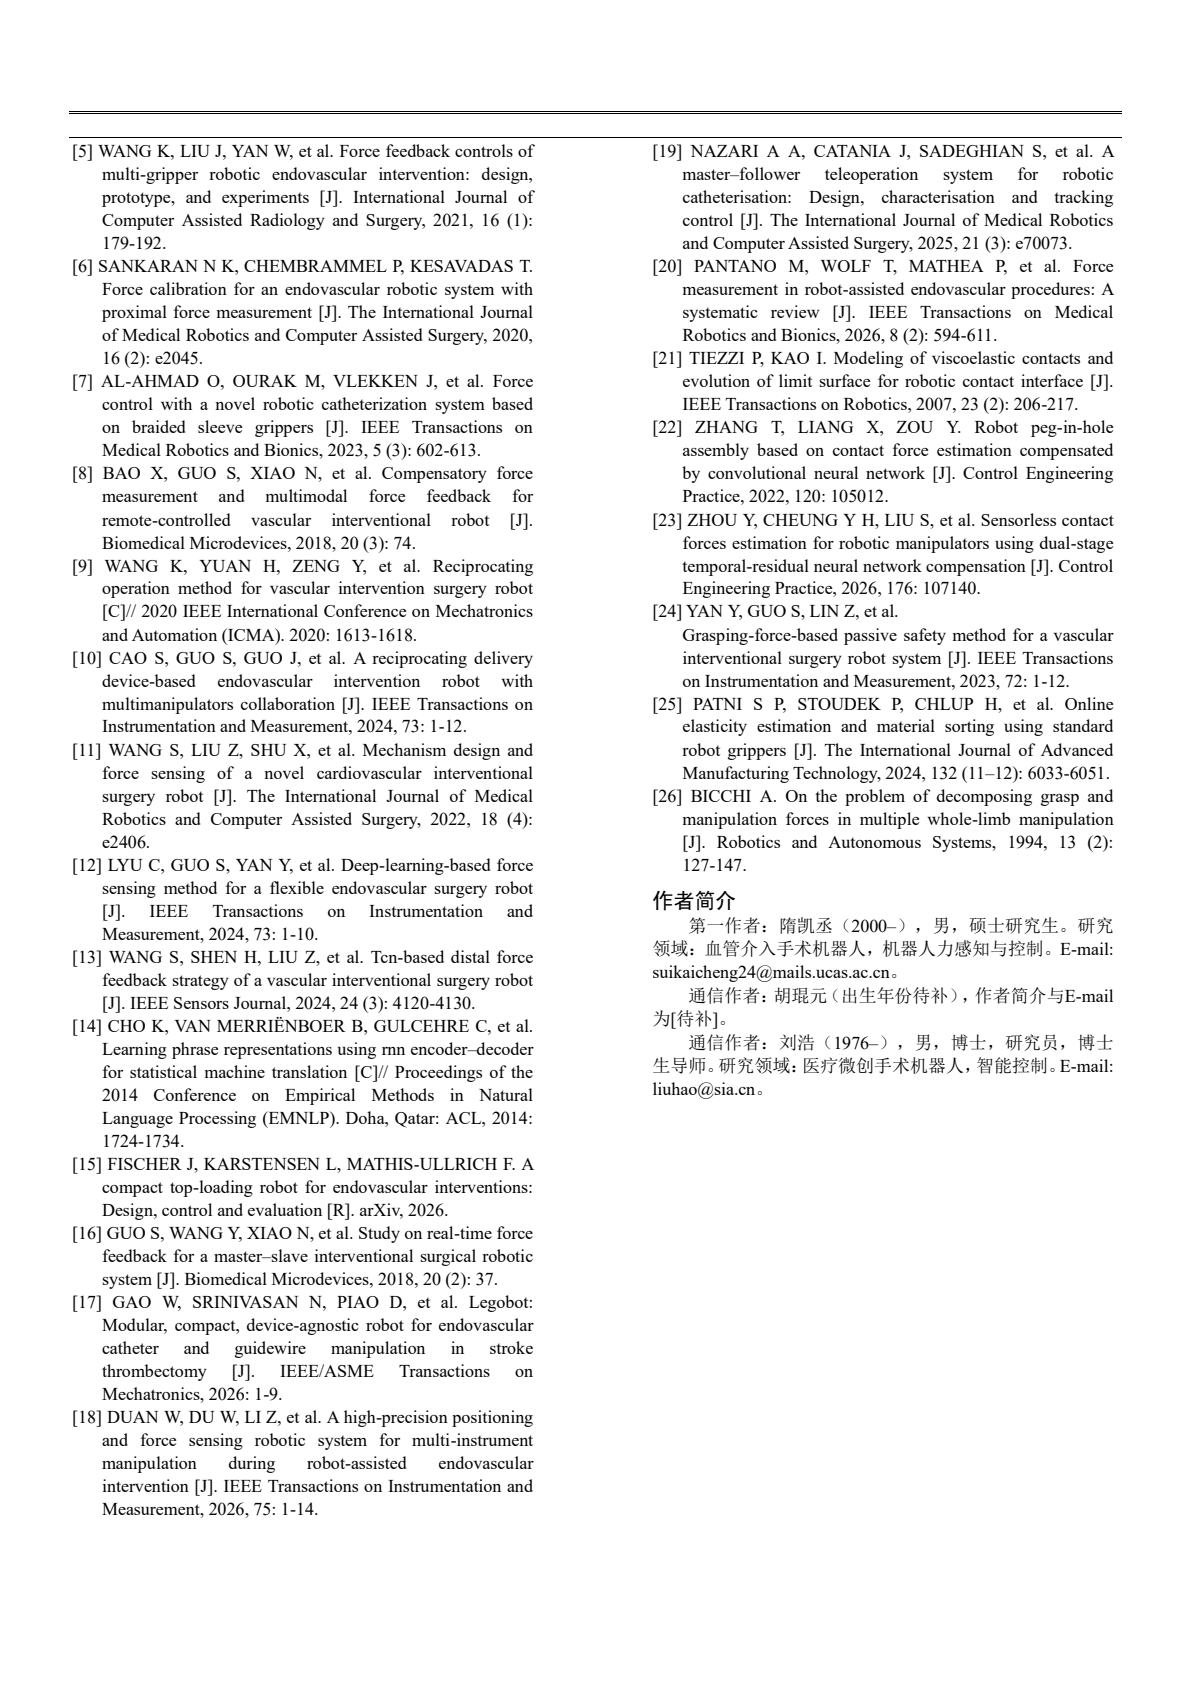 [5] WANG K, LIU J, YAN W, et al. Force feedback controls of
multi-gripper robotic endovascular intervention: design,
prototype, and experiments [J]. International Journal of
Computer Assisted Radiology and Surgery, 2021, 16 (1):
179-192.
[6] SANKARAN N K, CHEMBRAMMEL P, KESAVADAS T.
Force calibration for an endovascular robotic system with
proximal force measurement [J]. The International Journal
of Medical Robotics and Computer Assisted Surgery, 2020,
16 (2): e2045.
[7] AL-AHMAD O, OURAK M, VLEKKEN J, et al. Force
control with a novel robotic catheterization system based
on braided sleeve grippers [J]. IEEE Transactions on
Medical Robotics and Bionics, 2023, 5 (3): 602-613.
[8] BAO X, GUO S, XIAO N, et al. Compensatory force
measurement and multimodal force feedback for
remote-controlled vascular interventional robot [J].
Biomedical Microdevices, 2018, 20 (3): 74.
[9] WANG K, YUAN H, ZENG Y, et al. Reciprocating
operation method for vascular intervention surgery robot
[C]// 2020 IEEE International Conference on Mechatronics
and Automation (ICMA). 2020: 1613-1618.
[10] CAO S, GUO S, GUO J, et al. A reciprocating delivery
device-based endovascular intervention robot with
multimanipulators collaboration [J]. IEEE Transactions on
Instrumentation and Measurement, 2024, 73: 1-12.
[11] WANG S, LIU Z, SHU X, et al. Mechanism design and
force sensing of a novel cardiovascular interventional
surgery robot [J]. The International Journal of Medical
Robotics and Computer Assisted Surgery, 2022, 18 (4):
e2406.
[12] LYU C, GUO S, YAN Y, et al. Deep-learning-based force
sensing method for a flexible endovascular surgery robot
[J]. IEEE Transactions on Instrumentation and
Measurement, 2024, 73: 1-10.
[13] WANG S, SHEN H, LIU Z, et al. Tcn-based distal force
feedback strategy of a vascular interventional surgery robot
[J]. IEEE Sensors Journal, 2024, 24 (3): 4120-4130.
[14] CHO K, VAN MERRIËNBOER B, GULCEHRE C, et al.
Learning phrase representations using rnn encoder–decoder
for statistical machine translation [C]// Proceedings of the
2014 Conference on Empirical Methods in Natural
Language Processing (EMNLP). Doha, Qatar: ACL, 2014:
1724-1734.
[15] FISCHER J, KARSTENSEN L, MATHIS-ULLRICH F. A
compact top-loading robot for endovascular interventions:
Design, control and evaluation [R]. arXiv, 2026.
[16] GUO S, WANG Y, XIAO N, et al. Study on real-time force
feedback for a master–slave interventional surgical robotic
system [J]. Biomedical Microdevices, 2018, 20 (2): 37.
[17] GAO W, SRINIVASAN N, PIAO D, et al. Legobot:
Modular, compact, device-agnostic robot for endovascular
catheter and guidewire manipulation in stroke
thrombectomy [J]. IEEE/ASME Transactions on
Mechatronics, 2026: 1-9.
[18] DUAN W, DU W, LI Z, et al. A high-precision positioning
and force sensing robotic system for multi-instrument
manipulation during robot-assisted endovascular
intervention [J]. IEEE Transactions on Instrumentation and
Measurement, 2026, 75: 1-14.
[19] NAZARI A A, CATANIA J, SADEGHIAN S, et al. A
master–follower teleoperation system for robotic
catheterisation: Design, characterisation and tracking
control [J]. The International Journal of Medical Robotics
and Computer Assisted Surgery, 2025, 21 (3): e70073.
[20] PANTANO M, WOLF T, MATHEA P, et al. Force
measurement in robot-assisted endovascular procedures: A
systematic review [J]. IEEE Transactions on Medical
Robotics and Bionics, 2026, 8 (2): 594-611.
[21] TIEZZI P, KAO I. Modeling of viscoelastic contacts and
evolution of limit surface for robotic contact interface [J].
IEEE Transactions on Robotics, 2007, 23 (2): 206-217.
[22] ZHANG T, LIANG X, ZOU Y. Robot peg-in-hole
assembly based on contact force estimation compensated
by convolutional neural network [J]. Control Engineering
Practice, 2022, 120: 105012.
[23] ZHOU Y, CHEUNG Y H, LIU S, et al. Sensorless contact
forces estimation for robotic manipulators using dual-stage
temporal-residual neural network compensation [J]. Control
Engineering Practice, 2026, 176: 107140.
[24] YAN Y, GUO S, LIN Z, et al.
Grasping-force-based passive safety method for a vascular
interventional surgery robot system [J]. IEEE Transactions
on Instrumentation and Measurement, 2023, 72: 1-12.
[25] PATNI S P, STOUDEK P, CHLUP H, et al. Online
elasticity estimation and material sorting using standard
robot grippers [J]. The International Journal of Advanced
Manufacturing Technology, 2024, 132 (11–12): 6033-6051.
[26] BICCHI A. On the problem of decomposing grasp and
manipulation forces in multiple whole-limb manipulation
[J]. Robotics and Autonomous Systems, 1994, 13 (2):
127-147.
作者简介
第一作者：隋凯丞（2000–），男，硕士研究生。研究
领域：血管介入手术机器人，机器人力感知与控制。E-mail:
suikaicheng24@mails.ucas.ac.cn。
通信作者：胡琨元（出生年份待补），作者简介与E-mail
为[待补]。
通信作者：刘浩（1976–），男，博士，研究员，博士
生导师。研究领域：医疗微创手术机器人，智能控制。E-mail:
liuhao@sia.cn。